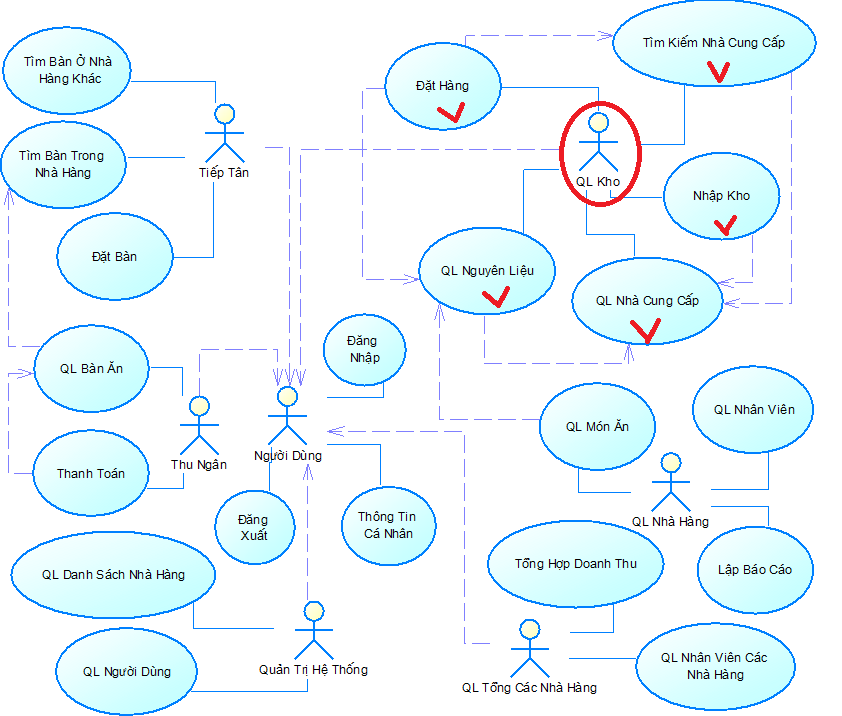 Tìm Bàn Ở Nhà
Hàng Khác
Tìm Kiếm Nhà Cung Cấp
Đặt Hàng
Tiếp Tân
Tìm Bàn Trong
Nhà Hàng
QL Kho
Nhập Kho
Đặt Bàn
QL Nguyên Liệu
QL Nhà Cung Cấp
Đăng
Nhập
QL Bàn Ăn
QL Nhân Viên
QL Món Ăn
Người Dùng
Thu Ngân
Thanh Toán
Đăng
Xuất
Thông Tin
Cá Nhân
QL Nhà Hàng
Tổng Hợp Doanh Thu
Lập Báo Cáo
QL Danh Sách Nhà Hàng
Quản Trị Hệ Thống
QL Người Dùng
QL Tổng Các Nhà Hàng
QL Nhân Viên Các
Nhà Hàng